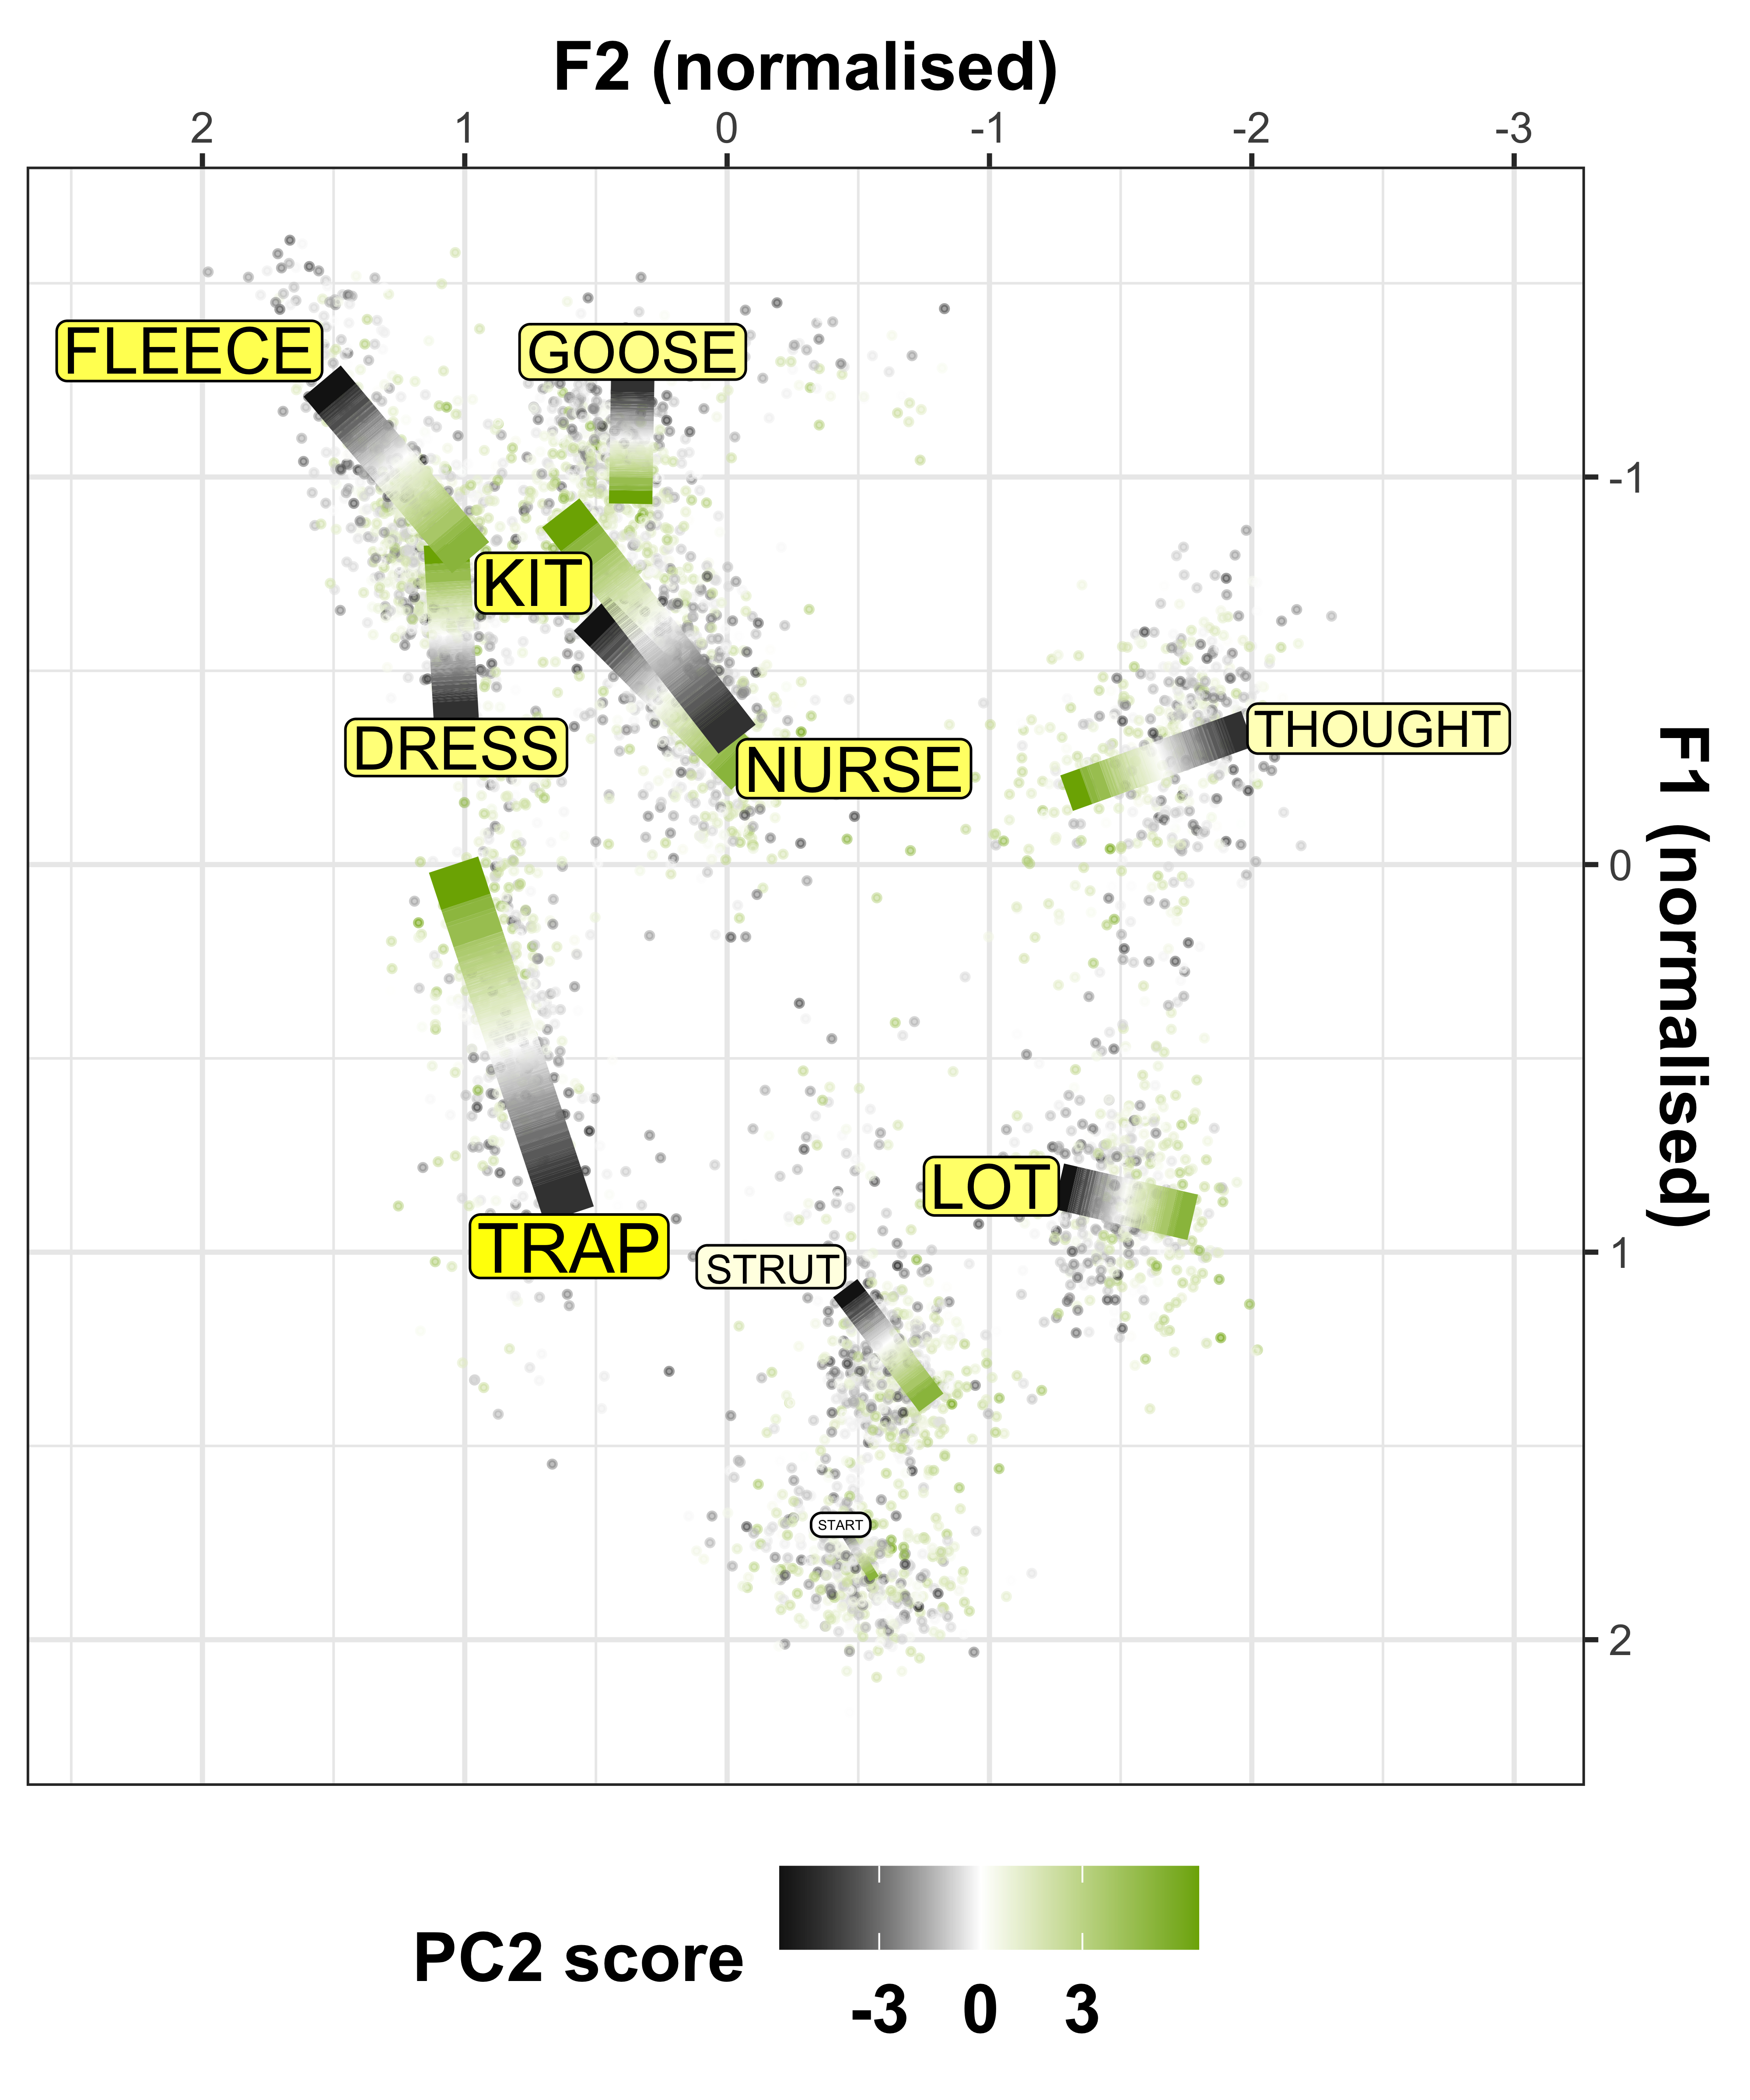 F2 (normalised)
2 1 0 -1 -2 -3
FLEECE
GOOSE
-1
KIT
THOUGHT
DRESS
NURSE
F1 (normalised)
0
LOT
TRAP
STRUT
1
START
2
PC2 score
-3 0 3